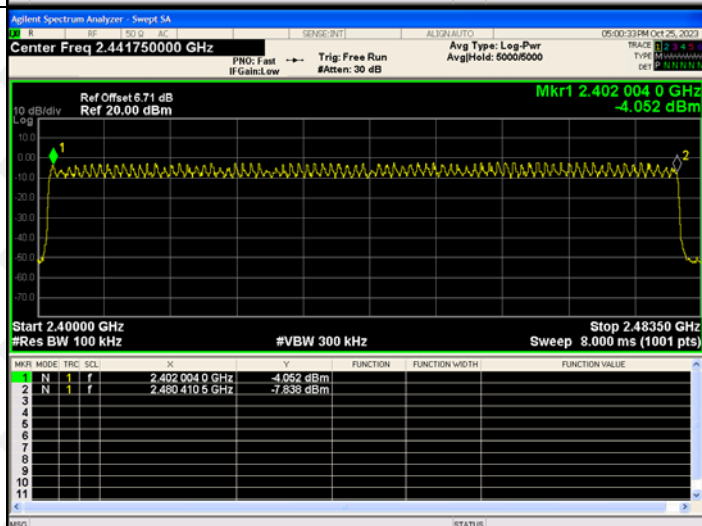 Agilent Spectrum Analyzer - Swept SA
R RF 50 Ω AC SENSE:INT ALIGN AUTO 05:00:33 PM Oct 25, 2023
Center Freq 2.441750000 GHz Avg Type: Log-Pwr TRACE 1 2 3 4 5 6
PNO: Fast Trig: Free Run Avg|Hold: 5000/5000 TYPE M
IFGain:Low #Atten: 30 dB DET P N N N N N
Mkr1 2.402 004 0 GHz
Ref Offset 6.71 dB
10 dB/div Ref 20.00 dBm -4.052 dBm
Log
10.0
1
2
0.00
-10.0
-20.0
-30.0
-40.0
-50.0
-60.0
-70.0
Start 2.40000 GHz Stop 2.48350 GHz
#Res BW 100 kHz #VBW 300 kHz Sweep 8.000 ms (1001 pts)
MKR MODE TRC SCL X Y FUNCTION FUNCTION WIDTH FUNCTION VALUE
1 N 1 f 2.402 004 0 GHz -4.052 dBm
2 N 1 f 2.480 410 5 GHz -7.838 dBm
3
4
5
6
7
8
9
10
11
MSG STATUS